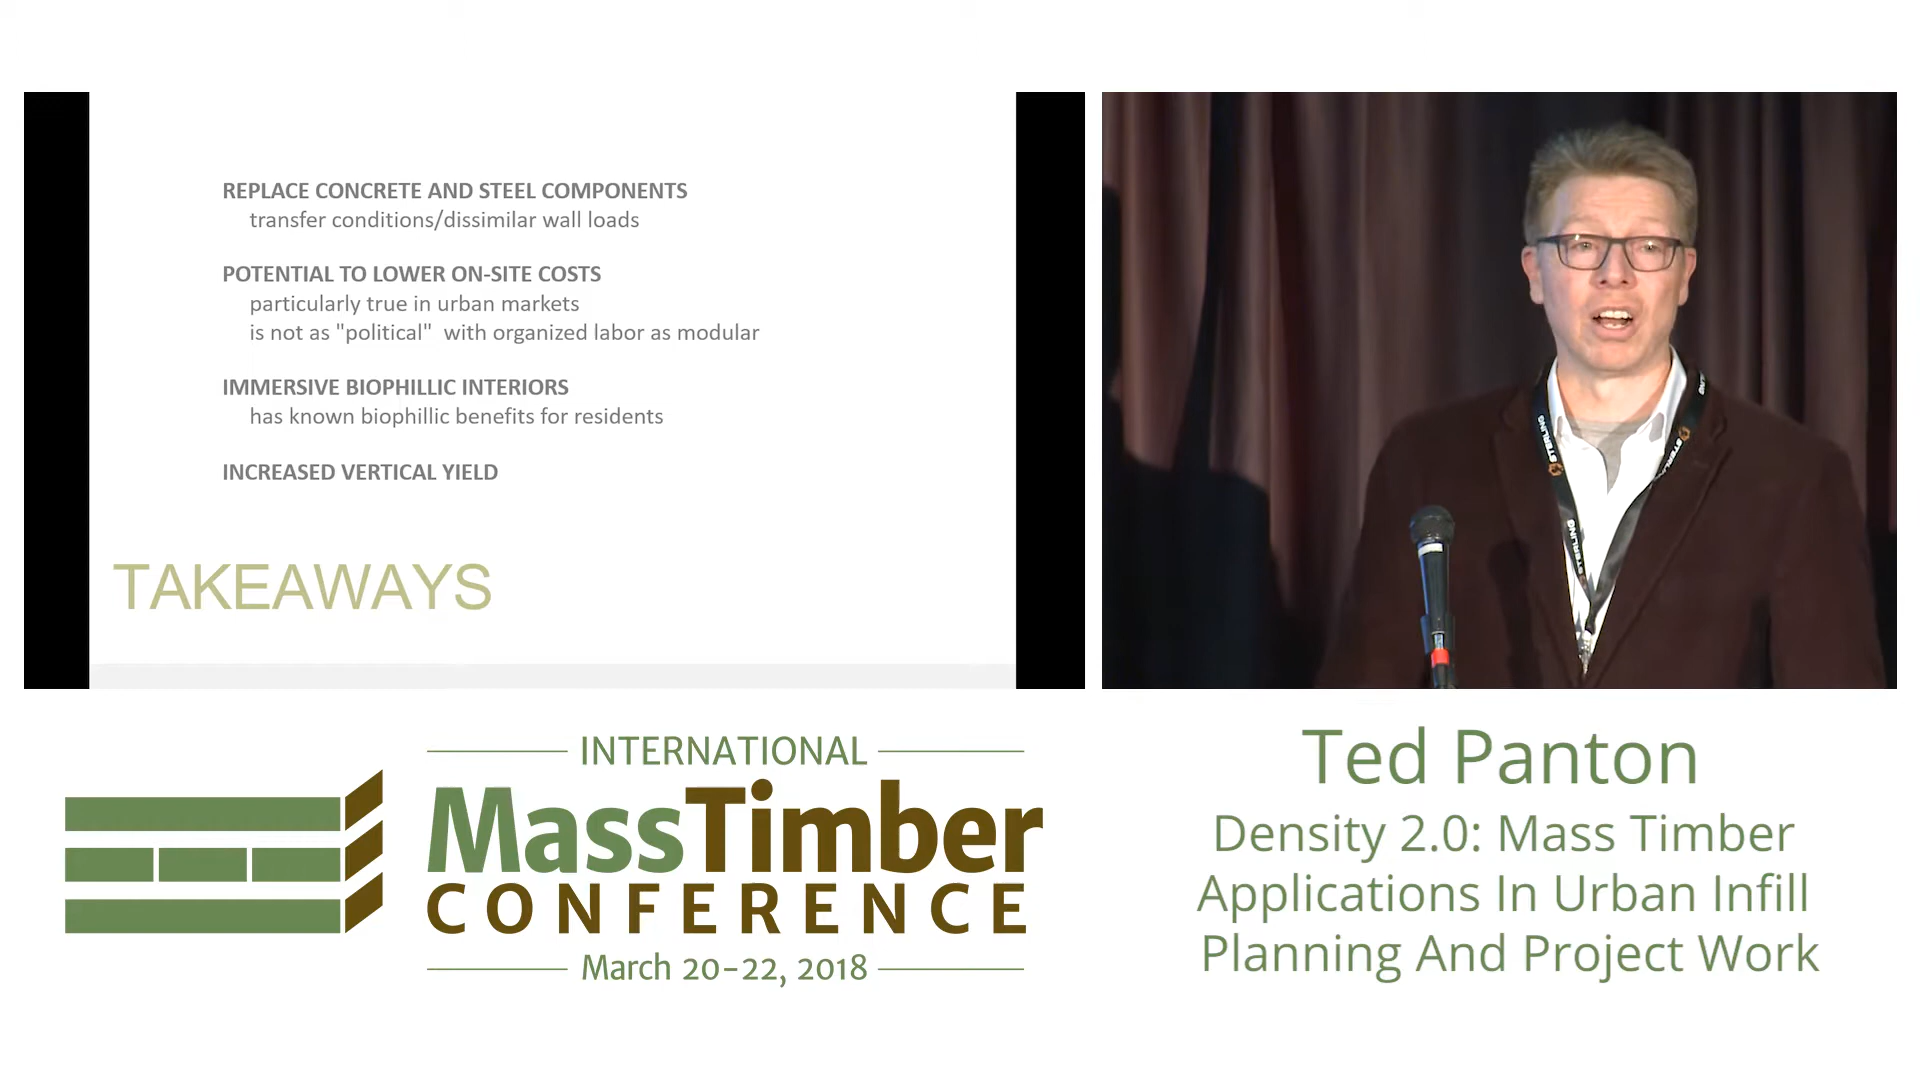 REPLACE CONCRETE AND STEEL COMPONENTS
transfer conditions/dissimilar wall loads
POTENTIAL TO LOWER ON-SITE COSTS
particularly true in urban markets
is not as "political" with organized labor as modular
IMMERSIVE BIOPHILLIC INTERIORS
has known biophillic benefits for residents
INCREASED VERTICAL YIELD
TAKEAWAYS
STERLING
STERLING
INTERNATIONAL
MassTimber
CONFERENCE
March 20-22, 2018
Ted Panton
Density 2.0: Mass Timber
Applications In Urban Infill
Planning And Project Work